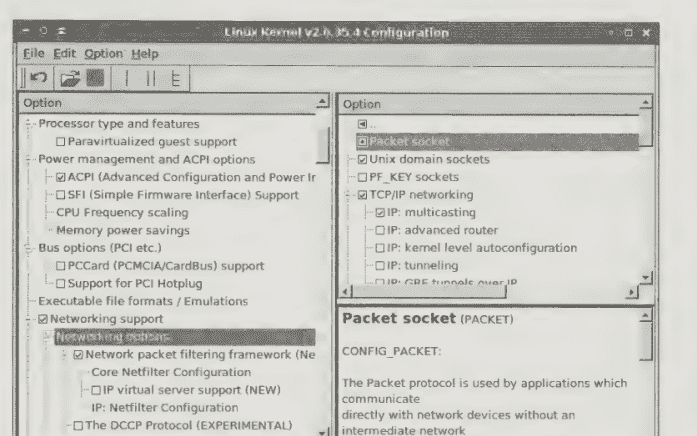 Linux Kernel v2.6.35.4 Configuration
File Edit Option Help
Option
Processor type and features
Paravirtualized guest support
Power management and ACPI options
ACPI (Advanced Configuration and Power Ir
SFI (Simple Firmware Interface) Support
CPU Frequency scaling
Memory power savings
Bus options (PCI etc.)
PCCard (PCMCIA/CardBus) support
Support for PCI Hotplug
Executable file formats / Emulations
Networking support
Networking options
Network packet filtering framework (Ne
Core Netfilter Configuration
IP virtual server support (NEW)
IP: Netfilter Configuration
The DCCP Protocol (EXPERIMENTAL)
Option
..
Packet socket
Unix domain sockets
PF_KEY sockets
TCP/IP networking
IP: multicasting
IP: advanced router
IP: kernel level autoconfiguration
IP: tunneling
IP: GRE tunnels over IP
Packet socket (PACKET)
CONFIG_PACKET:
The Packet protocol is used by applications which
communicate
directly with network devices without an
intermediate network